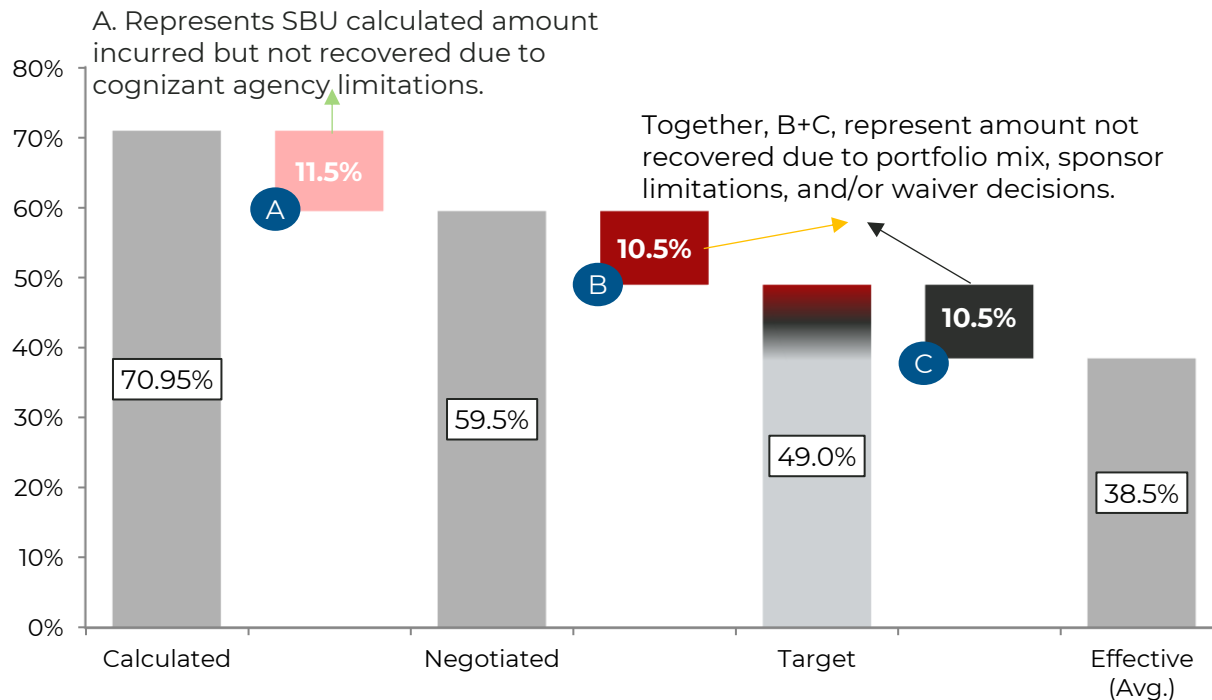 A. Represents SBU calculated amount
incurred but not recovered due to
cognizant agency limitations.
Together, B+C, represent amount not
recovered due to portfolio mix, sponsor
limitations, and/or waiver decisions.
80%
70%
60%
50%
40%
30%
20%
10%
0%
11.5%
A
10.5%
B
10.5%
C
70.95%
59.5%
49.0%
38.5%
Calculated
Negotiated
Target
Effective
(Avg.)